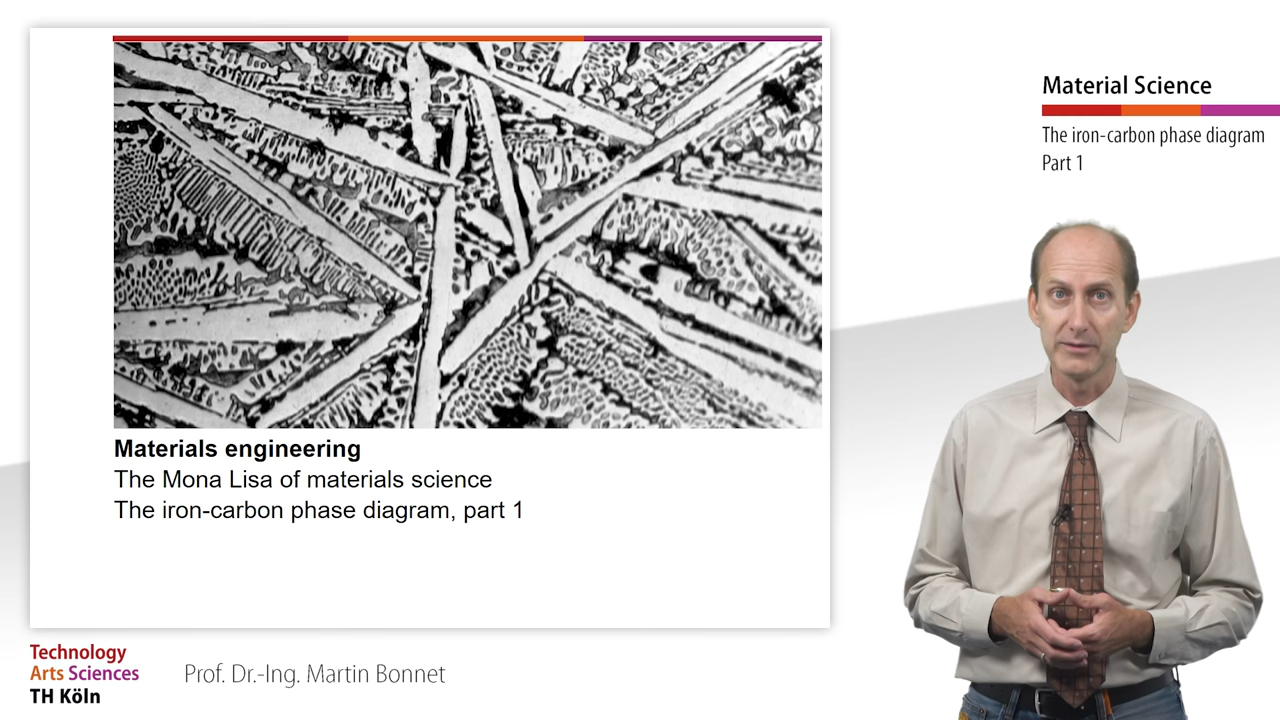 Material Science
The iron-carbon phase diagram
Part 1
Materials engineering
The Mona Lisa of materials science
The iron-carbon phase diagram, part 1
Technology
Arts Sciences
TH Köln
Prof. Dr.-Ing. Martin Bonnet